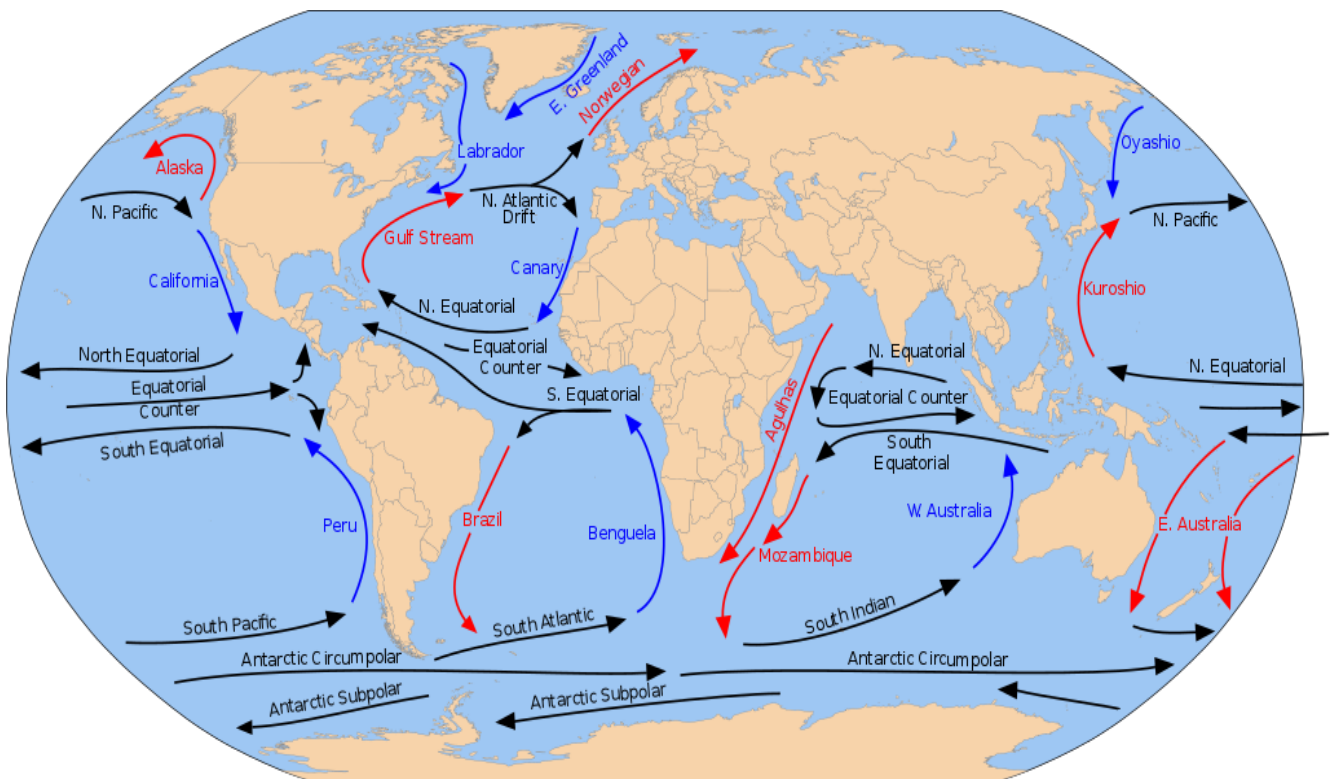 E. Greenland
Norwegian
Labrador
Oyashio
Alaska
N. Pacific
N. Atlantic
Drift
N. Pacific
Gulf Stream
Canary
California
Kuroshio
N. Equatorial
North Equatorial
Equatorial
Counter
N. Equatorial
N. Equatorial
Equatorial
Counter
S. Equatorial
Agulhas
Equatorial Counter
South Equatorial
South
Equatorial
Peru
Brazil
Benguela
W. Australia
E. Australia
Mozambique
South Pacific
South Atlantic
South Indian
Antarctic Circumpolar
Antarctic Circumpolar
Antarctic Subpolar
Antarctic Subpolar